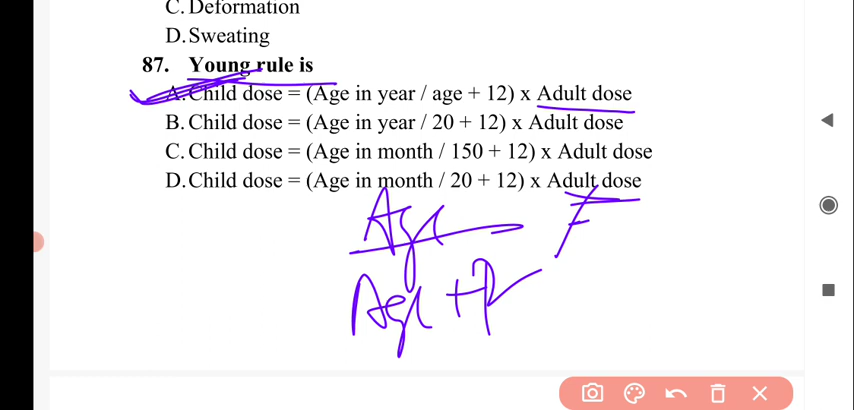 C. Deformation
D. Sweating
87. Young rule is
A. Child dose = (Age in year / age + 12) x Adult dose
B. Child dose = (Age in year / 20 + 12) x Adult dose
C. Child dose = (Age in month / 150 + 12) x Adult dose
D. Child dose = (Age in month / 20 + 12) x Adult dose
Age
Age +12